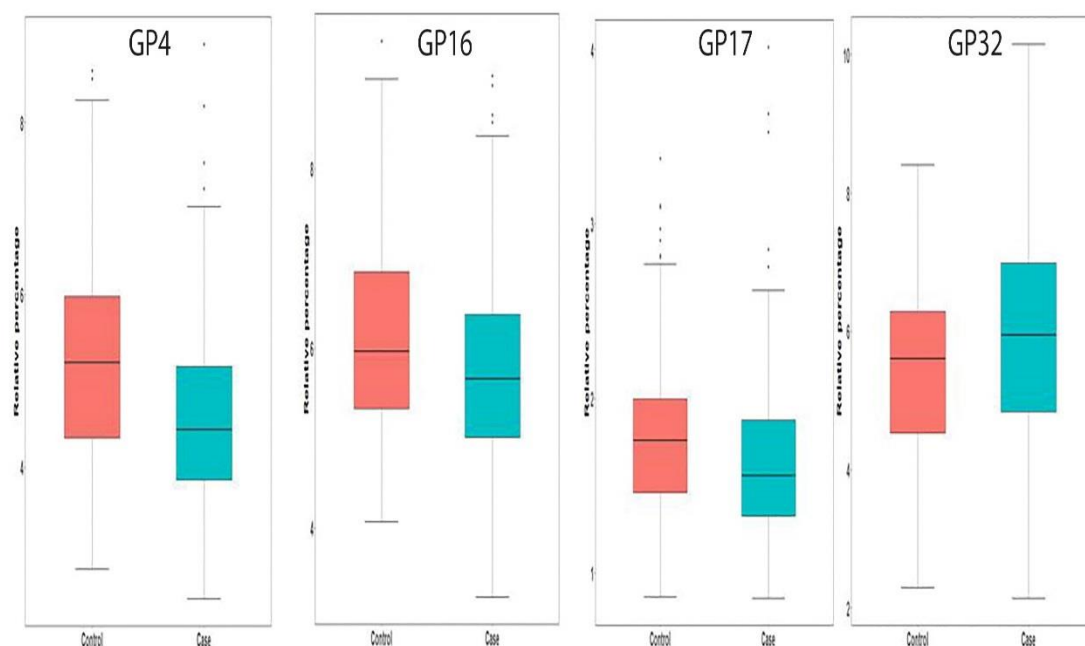 GP4
GP16
GP17
GP32
Relative percentage
8
6
4
Control
Case
Relative percentage
8
6
4
Control
Case
Relative percentage
4
3
2
1
Control
Case
Relative percentage
10
8
6
4
2
Control
Case